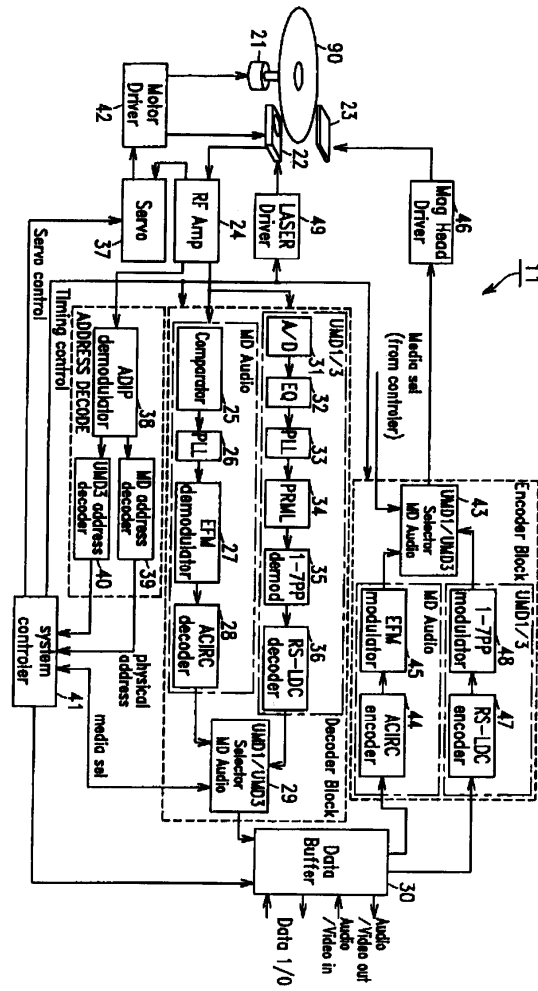 11
90
21
22
23
Motor
Driver
42
Servo
37
RF Amp
24
LASER
Driver
49
Mag Head
Driver
46
Media sel
(from controler)
Servo control
Timing control
Encoder Block
UMD1/UMD3
Selector
MD Audio
43
UMD1/3
1-7PP
modulator
48
RS-LDC
encoder
47
MD Audio
EFM
modulator
45
ACIRC
encoder
44
Decoder Block
UMD1/3
A/D
31
EQ
32
PLL
33
PRML
34
1-7PP
demod
35
RS-LDC
decoder
36
MD Audio
Comparator
25
PLL
26
EFM
demodulator
27
ACIRC
decoder
28
UMD1/UMD3
Selector
MD Audio
29
ADDRESS DECODE
ADIP
demodulator
38
MD address
decoder
39
UMD3 address
decoder
40
physical
address
media sel
system
controler
41
Data
Buffer
30
Audio
/Video out
Audio
/Video in
Data 1/0